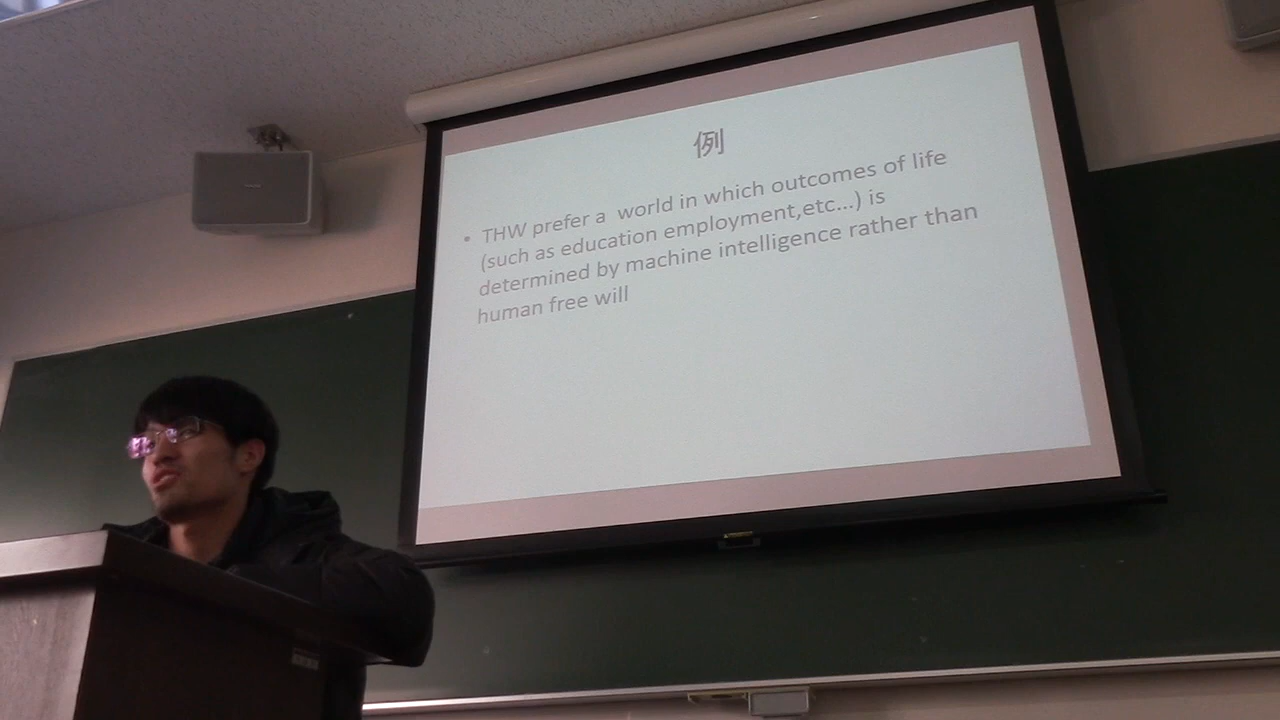 例
• THW prefer a  world in which outcomes of life
(such as education employment,etc...) is
determined by machine intelligence rather than
human free will